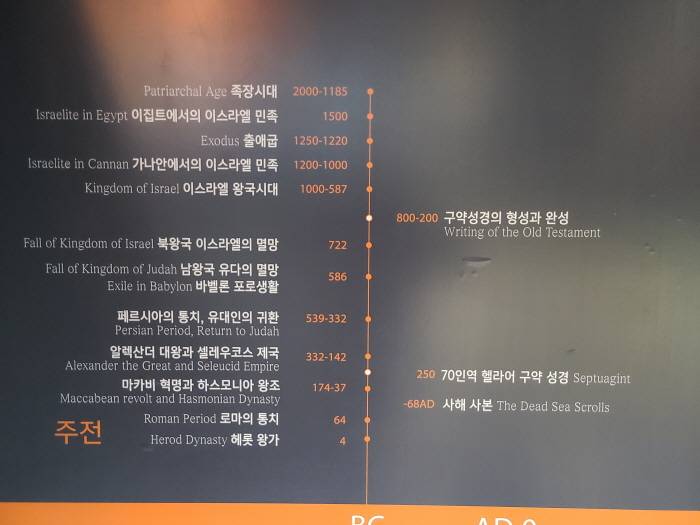 Patriarchal Age 족장시대 2000-1185
Israelite in Egypt 이집트에서의 이스라엘 민족 1500
Exodus 출애굽 1250-1220
Israelite in Cannan 가나안에서의 이스라엘 민족 1200-1000
Kingdom of Israel 이스라엘 왕국시대 1000-587
800-200 구약성경의 형성과 완성
Writing of the Old Testament
Fall of Kingdom of Israel 북왕국 이스라엘의 멸망 722
Fall of Kingdom of Judah 남왕국 유다의 멸망
Exile in Babylon 바벨론 포로생활
586
페르시아의 통치, 유대인의 귀환 539-332
Persian Period, Return to Judah
알렉산더 대왕과 셀레우코스 제국 332-142
Alexander the Great and Seleucid Empire
250 70인역 헬라어 구약 성경 Septuagint
마카비 혁명과 하스모니아 왕조 174-37
Maccabean revolt and Hasmonian Dynasty
-68AD 사해 사본 The Dead Sea Scrolls
Roman Period 로마의 통치 64
주전
Herod Dynasty 헤롯 왕가 4
BC AD 0